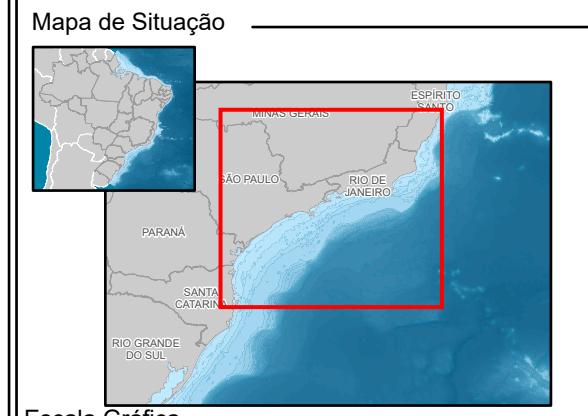 Mapa de Situação
ESPÍRITO
SANTO
MINAS GERAIS
SÃO PAULO
RIO DE
JANEIRO
PARANÁ
SANTA
CATARINA
RIO GRANDE
DO SUL
Escala Gráfica